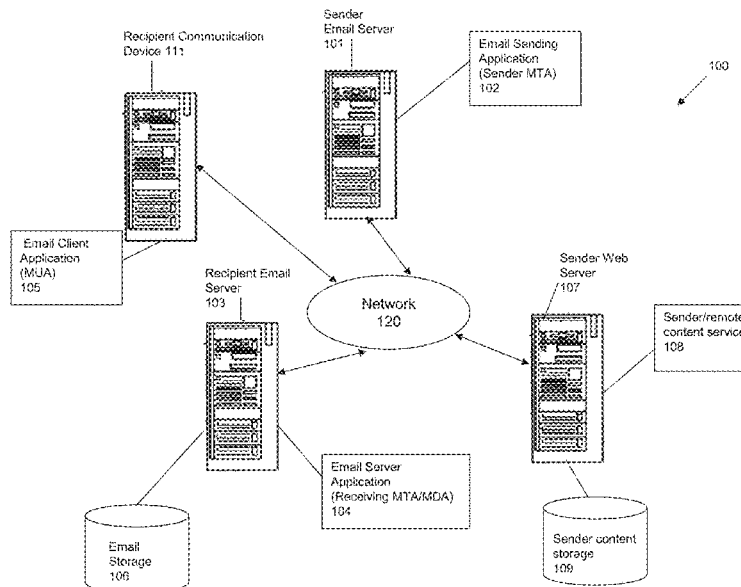 Recipient Communication
Device 111
Sender
Email Server
101
Email Sending
Application
(Sender MTA)
102
100
Email Client
Application
(MUA)
105
Recipient Email
Server
103
Network
120
Sender Web
Server
107
Sender/remote
content service
108
Email Server
Application
(Receiving MTA/MDA)
104
Email
Storage
106
Sender content
storage
109